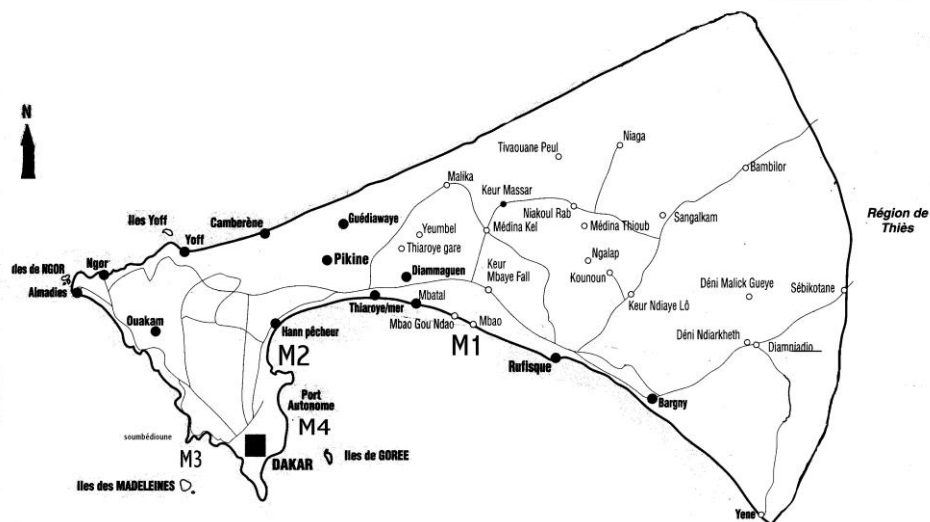 N
Niaga
Tivaouane Peul
Bambilor
Malika
Keur Massar
Niakoul Rab
Sangalkam
Région de
Thiès
Iles Yoff
Camberène
Guédiawaye
Médina Kel
Médina Thioub
Yoff
Yeumbel
Thiaroye gare
Ngalap
Iles de NGOR
Ngor
Pikine
Diammaguen
Keur
Mbaye Fall
Kounoun
Déni Malick Gueye
Sébikotane
Almadies
Thiaroye/mer
Mbatal
Keur Ndiaye Lô
Ouakam
Hann pêcheur
Mbao Gou Ndao
Mbao
Déni Ndiarkheth
Diamniadio
M2
M1
Rufisque
Port
Autonome
Bargny
M4
soumbédioune
M3
DAKAR
Iles de GOREE
Iles des MADELEINES
Yene